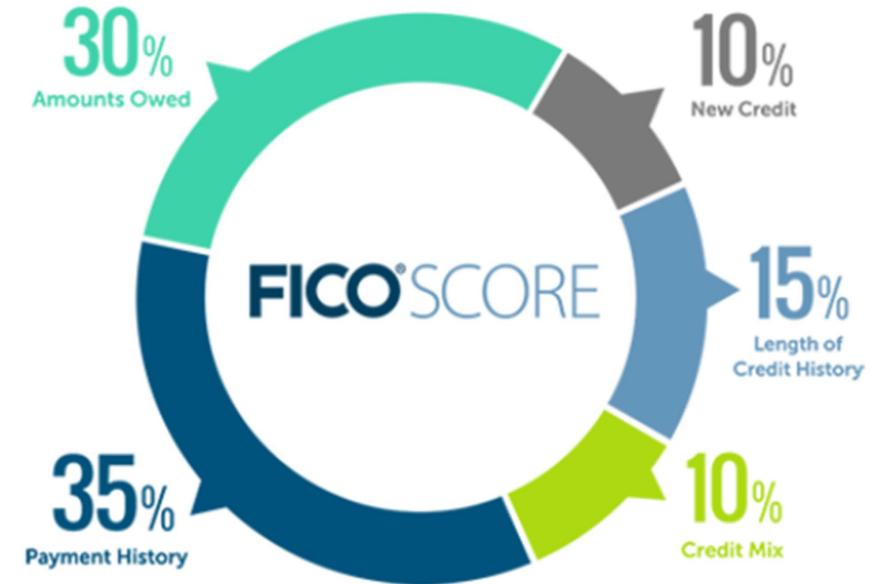 30%
Amounts Owed
10%
New Credit
FICO® SCORE
15%
Length of
Credit History
35%
Payment History
10%
Credit Mix